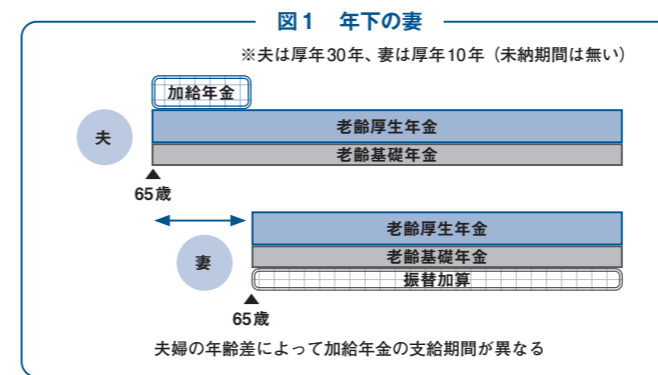 図1　年下の妻
※夫は厚年30年、妻は厚年10年（未納期間は無い）
加給年金
夫
老齢厚生年金
老齢基礎年金
65歳
妻
老齢厚生年金
老齢基礎年金
振替加算
65歳
夫婦の年齢差によって加給年金の支給期間が異なる